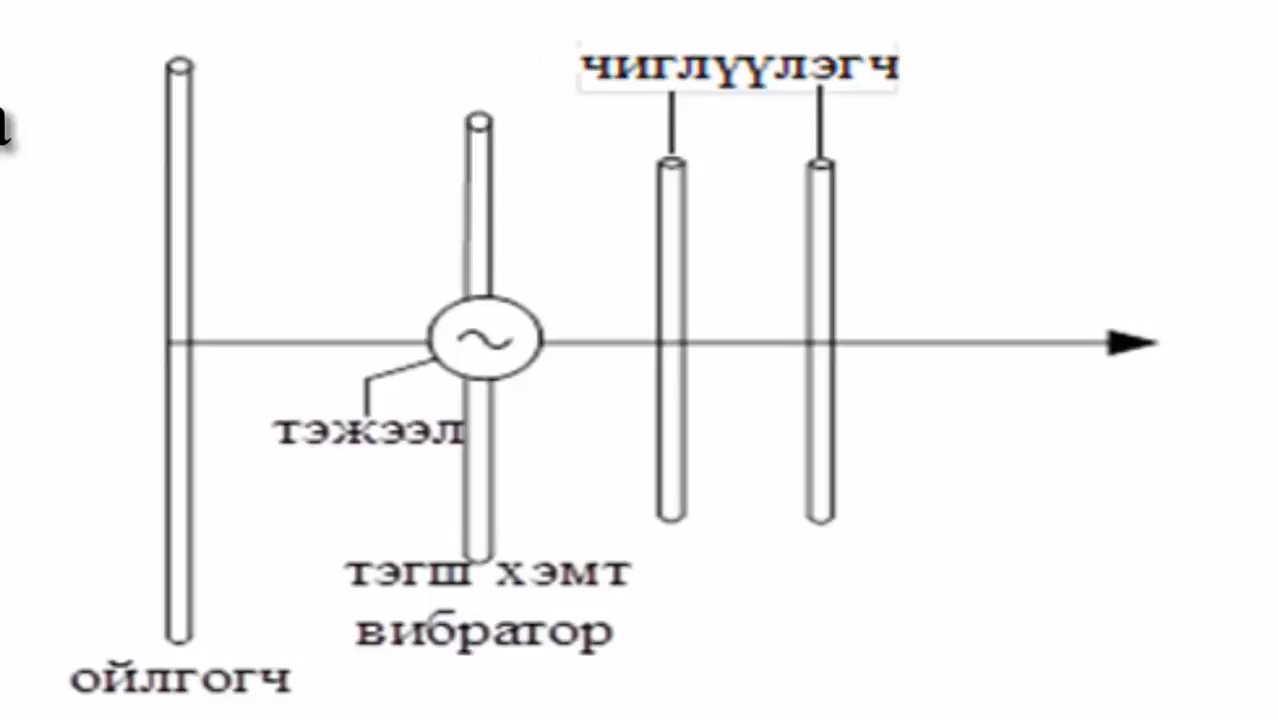 чиглүүлэгч
тэжээл
тэгш хэмт
вибратор
ойлгогч